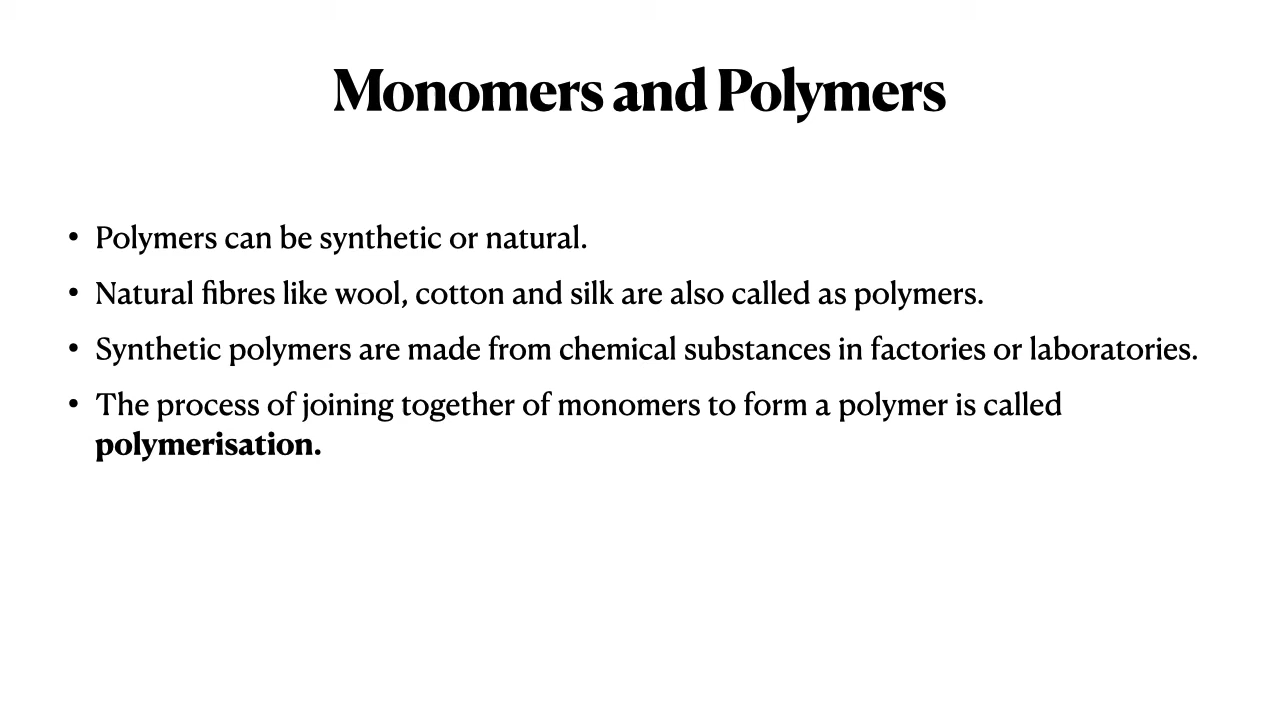 Monomers and Polymers
• Polymers can be synthetic or natural.
• Natural fibres like wool, cotton and silk are also called as polymers.
• Synthetic polymers are made from chemical substances in factories or laboratories.
• The process of joining together of monomers to form a polymer is called
polymerisation.